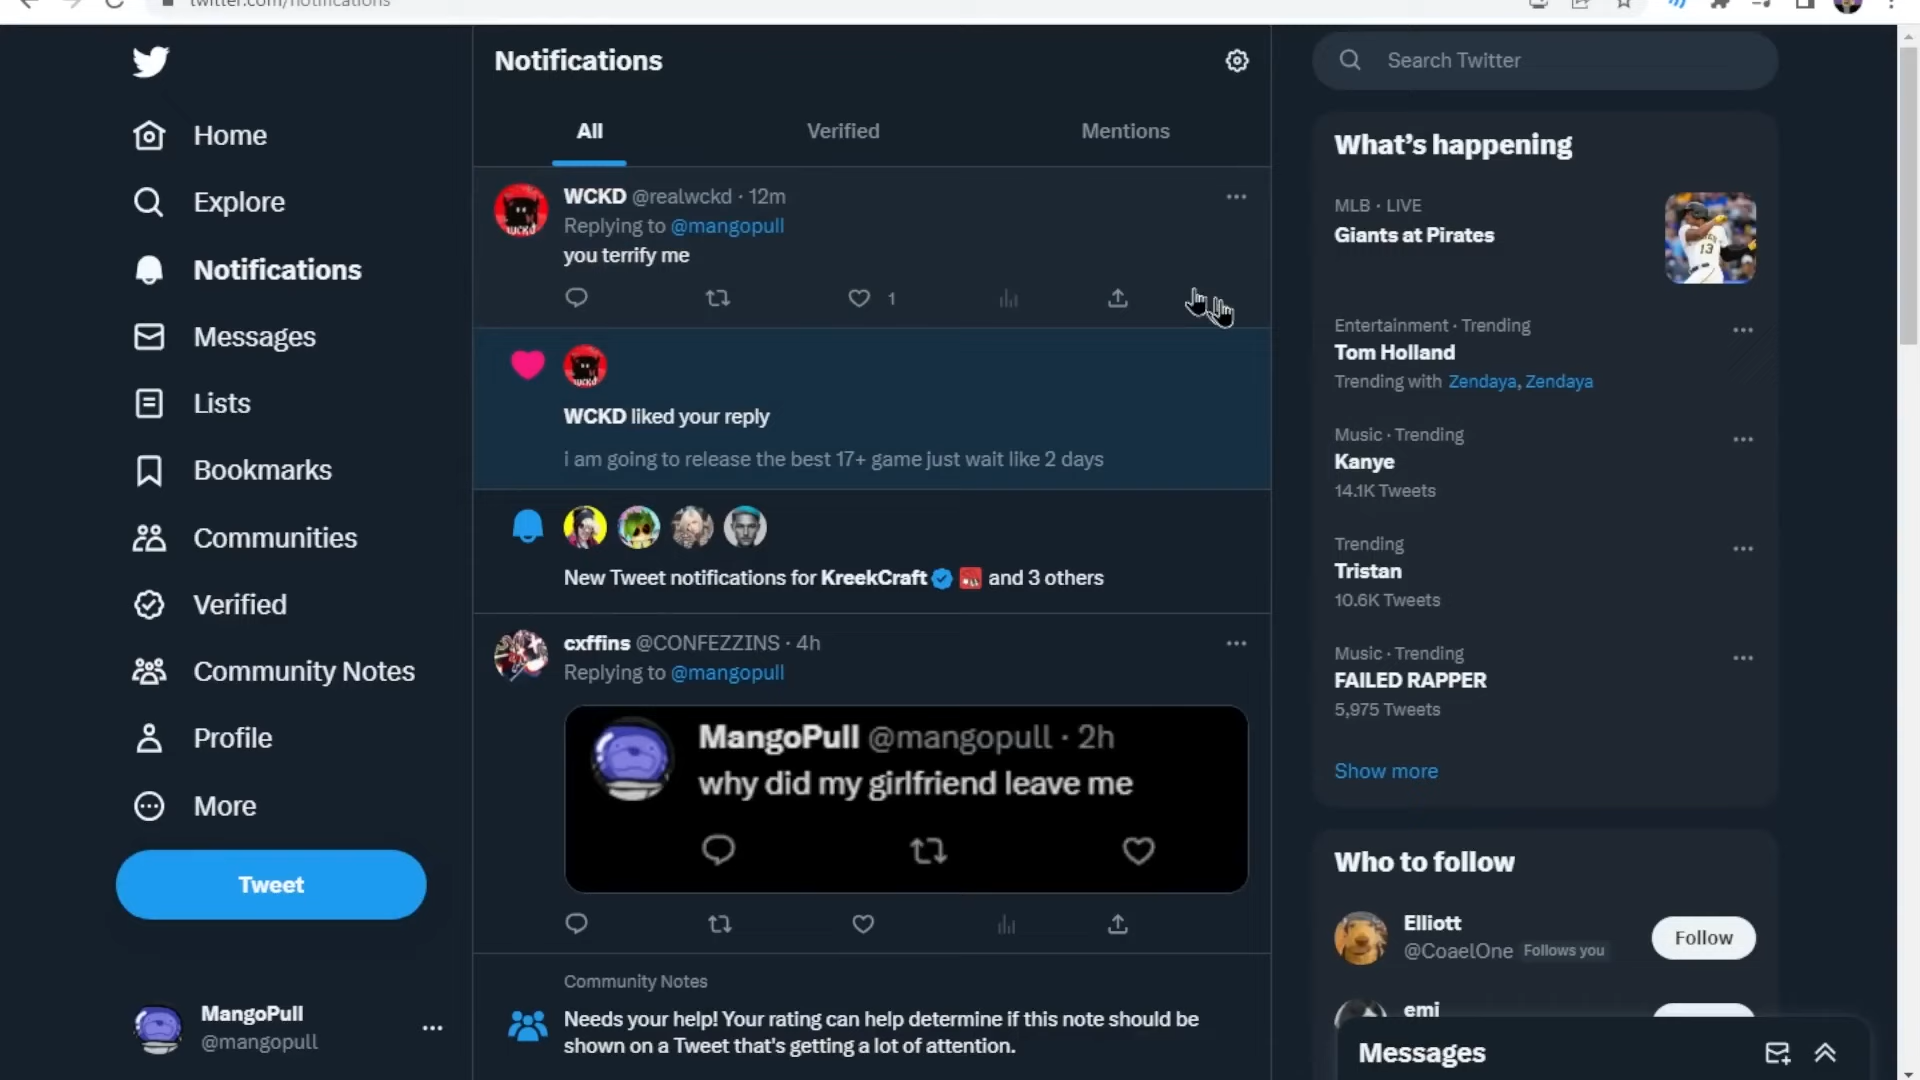 twitter.com/notifications
Home
Explore
Notifications
Messages
Lists
Bookmarks
Communities
Verified
Community Notes
Profile
More
Tweet
MangoPull
@mangopull
Notifications
All
Verified
Mentions
WCKD @realwckd · 12m
Replying to @mangopull
you terrify me
1
WCKD liked your reply
i am going to release the best 17+ game just wait like 2 days
New Tweet notifications for KreekCraft and 3 others
cxffins @CONFEZZINS · 4h
Replying to @mangopull
MangoPull @mangopull · 2h
why did my girlfriend leave me
Community Notes
Needs your help! Your rating can help determine if this note should be
shown on a Tweet that's getting a lot of attention.
Search Twitter
What's happening
MLB · LIVE
Giants at Pirates
13
Entertainment · Trending
Tom Holland
Trending with Zendaya, Zendaya
Music · Trending
Kanye
14.1K Tweets
Trending
Tristan
10.6K Tweets
Music · Trending
FAILED RAPPER
5,975 Tweets
Show more
Who to follow
Elliott
@CoaelOne Follows you
Follow
emi
Messages